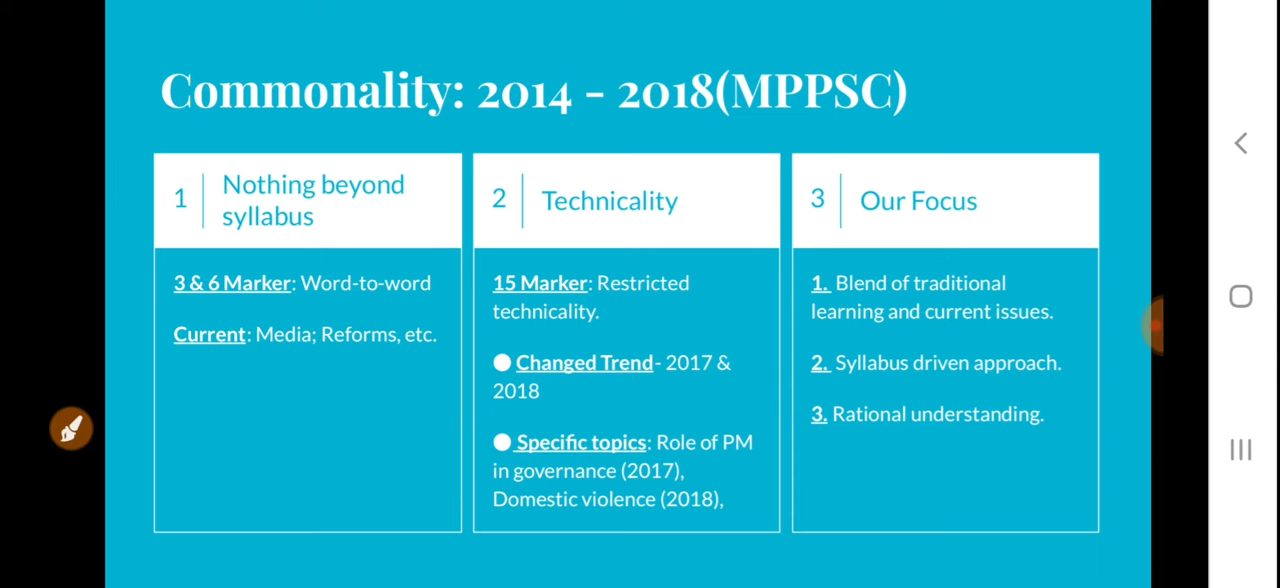 Commonality: 2014 - 2018(MPPSC)
1
Nothing beyond
syllabus
3 & 6 Marker: Word-to-word
Current: Media; Reforms, etc.
2
Technicality
15 Marker: Restricted
technicality.
● Changed Trend- 2017 &
2018
● Specific topics: Role of PM
in governance (2017),
Domestic violence (2018),
3
Our Focus
1. Blend of traditional
learning and current issues.
2. Syllabus driven approach.
3. Rational understanding.